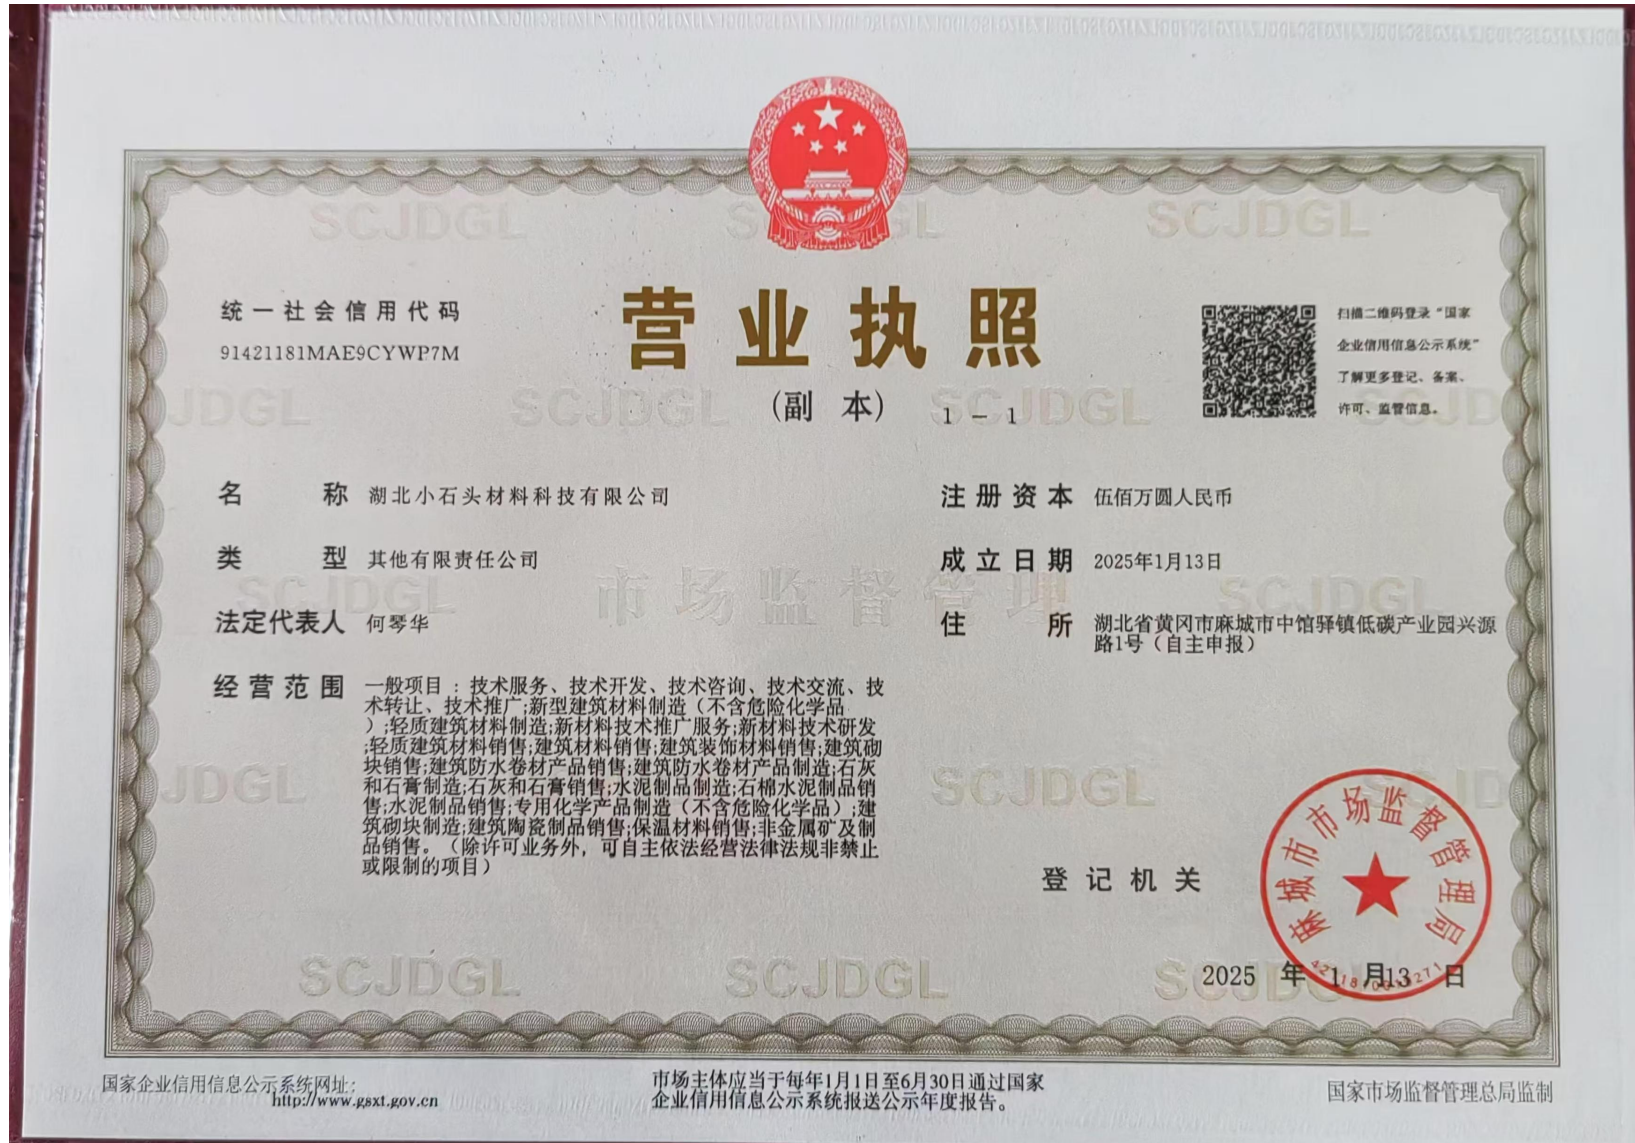 统一社会信用代码
91421181MAE9CYWP7M
营业执照
(副 本) 1-1
扫描二维码登录“国家
企业信用信息公示系统”
了解更多登记、备案、
许可、监管信息。
名称 湖北小石头材料科技有限公司
类型 其他有限责任公司
法定代表人 何琴华
经营范围 一般项目：技术服务、技术开发、技术咨询、技术交流、技
术转让、技术推广;新型建筑材料制造（不含危险化学品
）;轻质建筑材料制造;新材料技术推广服务;新材料技术研发
;轻质建筑材料销售;建筑材料销售;建筑装饰材料销售;建筑砌
块销售;建筑防水卷材产品销售;建筑防水卷材产品制造;石灰
和石膏制造;石灰和石膏销售;水泥制品制造;石棉水泥制品销
售;水泥制品销售;专用化学产品制造（不含危险化学品）;建
筑砌块制造;建筑陶瓷制品销售;保温材料销售;非金属矿及制
品销售。（除许可业务外，可自主依法经营法律法规非禁止
或限制的项目）
注册资本 伍佰万圆人民币
成立日期 2025年1月13日
住所 湖北省黄冈市麻城市中馆驿镇低碳产业园兴源
路1号（自主申报）
登记机关
麻城市市场监督管理局
2025 年 1 月 13 日
国家企业信用信息公示系统网址:
http://www.gsxt.gov.cn
市场主体应当于每年1月1日至6月30日通过国家
企业信用信息公示系统报送公示年度报告。
国家市场监督管理总局监制
SCJDGL
市场监督管理